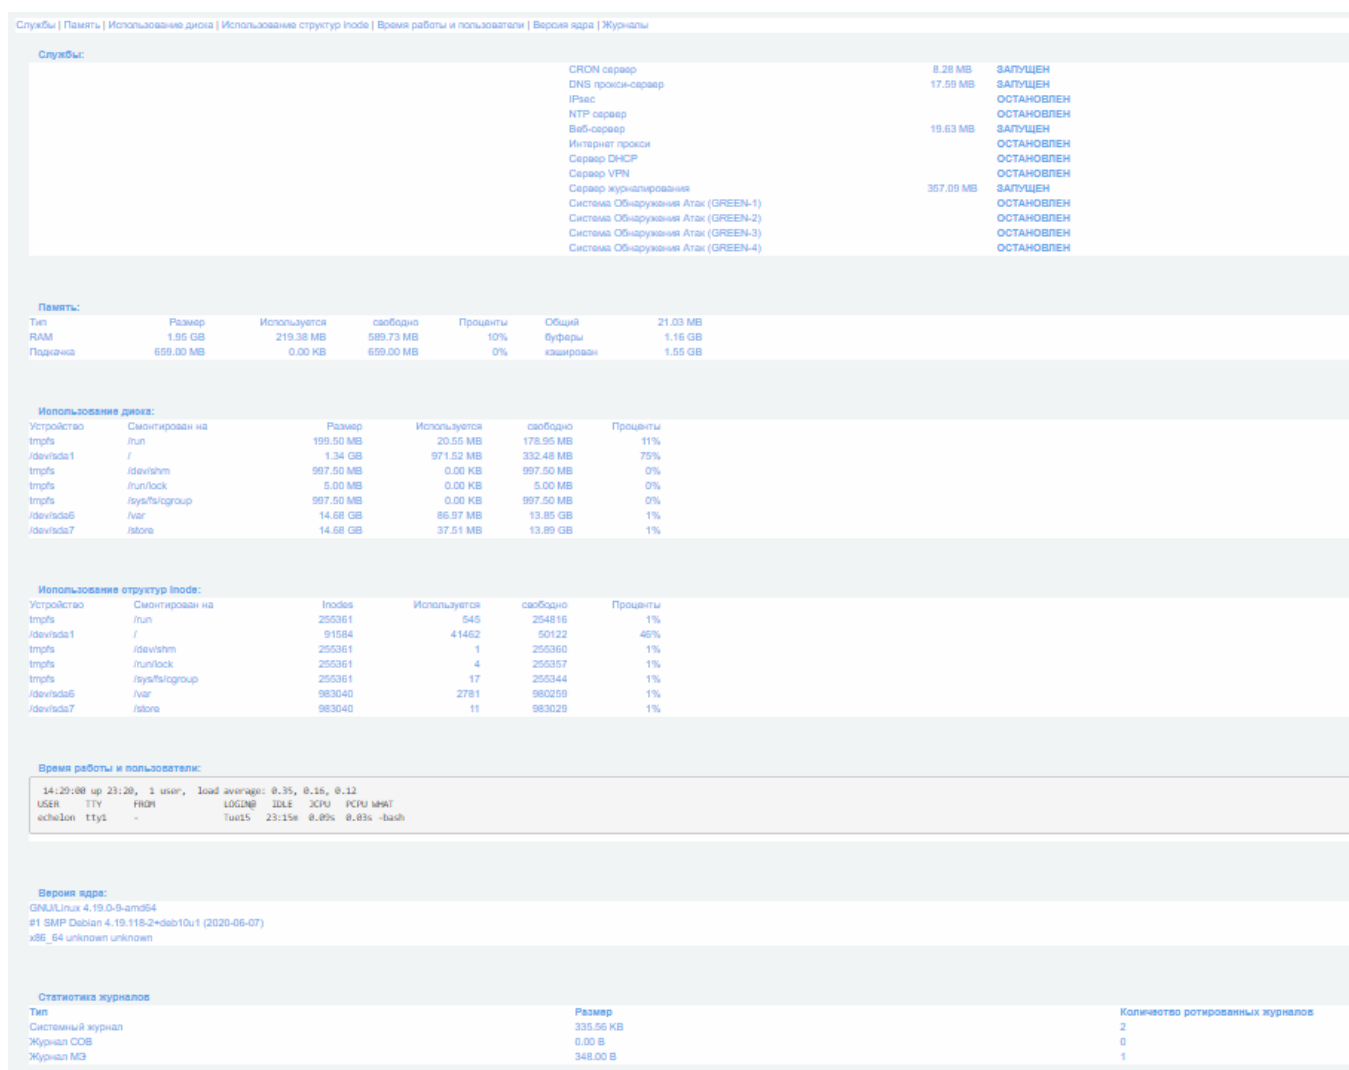 Службы | Память | Использование диска | Использование структур Inode | Время работы и пользователи | Версия ядра | Журналы
Службы:
CRON сервер 8.28 MB ЗАПУЩЕН
DNS прокси-сервер 17.59 MB ЗАПУЩЕН
IPsec ОСТАНОВЛЕН
NTP сервер ОСТАНОВЛЕН
Веб-сервер 19.63 MB ЗАПУЩЕН
Интернет прокси ОСТАНОВЛЕН
Сервер DHCP ОСТАНОВЛЕН
Сервер VPN ОСТАНОВЛЕН
Сервер журналирования 357.09 MB ЗАПУЩЕН
Система Обнаружения Атак (GREEN-1) ОСТАНОВЛЕН
Система Обнаружения Атак (GREEN-2) ОСТАНОВЛЕН
Система Обнаружения Атак (GREEN-3) ОСТАНОВЛЕН
Система Обнаружения Атак (GREEN-4) ОСТАНОВЛЕН
Память:
Тип Размер Используется свободно Проценты Общий 21.03 MB
RAM 1.95 GB 219.38 MB 589.73 MB 10% буферы 1.16 GB
Подкачка 659.00 MB 0.00 KB 659.00 MB 0% кэширован 1.55 GB
Использование диска:
Устройство Смонтирован на Размер Используется свободно Проценты
tmpfs /run 199.50 MB 20.55 MB 178.95 MB 11%
/dev/sda1 / 1.34 GB 971.52 MB 332.48 MB 75%
tmpfs /dev/shm 997.50 MB 0.00 KB 997.50 MB 0%
tmpfs /run/lock 5.00 MB 0.00 KB 5.00 MB 0%
tmpfs /sys/fs/cgroup 997.50 MB 0.00 KB 997.50 MB 0%
/dev/sda6 /var 14.68 GB 86.97 MB 13.85 GB 1%
/dev/sda7 /store 14.68 GB 37.51 MB 13.89 GB 1%
Использование структур Inode:
Устройство Смонтирован на Inodes Используется свободно Проценты
tmpfs /run 255361 545 254816 1%
/dev/sda1 / 91584 41462 50122 46%
tmpfs /dev/shm 255361 1 255360 1%
tmpfs /run/lock 255361 4 255357 1%
tmpfs /sys/fs/cgroup 255361 17 255344 1%
/dev/sda6 /var 983040 2781 980259 1%
/dev/sda7 /store 983040 11 983029 1%
Время работы и пользователи:
14:29:00 up 23:20, 1 user, load average: 0.35, 0.16, 0.12
USER TTY FROM LOGIN@ IDLE JCPU PCPU WHAT
echelon tty1 - Tue15 23:15m 0.09s 0.03s -bash
Версия ядра:
GNU/Linux 4.19.0-9-amd64
#1 SMP Debian 4.19.118-2+deb10u1 (2020-06-07)
x86_64 unknown unknown
Статистика журналов
Тип Размер Количество ротированных журналов
Системный журнал 335.56 KB 2
Журнал СОВ 0.00 B 0
Журнал МЭ 348.00 B 1